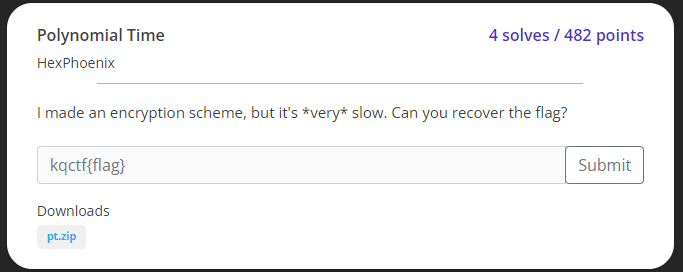 Polynomial Time
4 solves / 482 points
HexPhoenix
I made an encryption scheme, but it's *very* slow. Can you recover the flag?
kqctf{flag}
Submit
Downloads
pt.zip